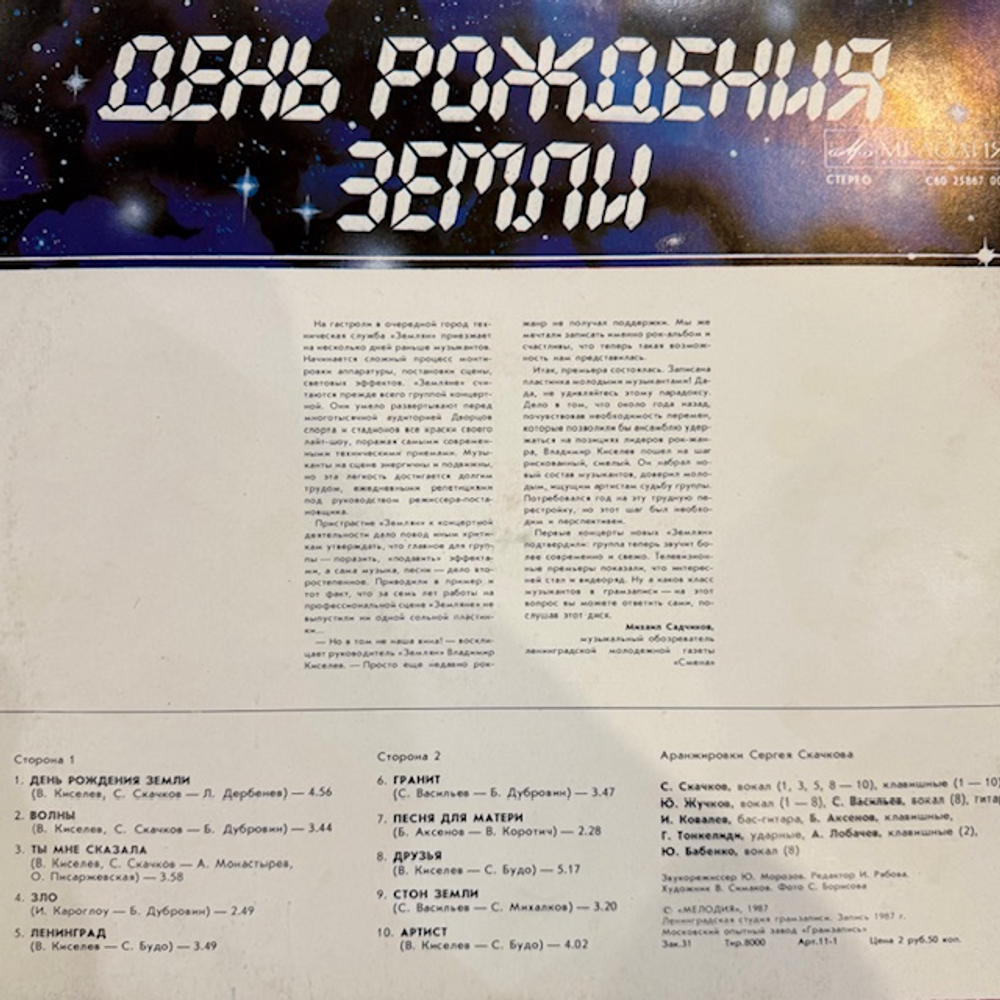 ДЕНЬ РОЖДЕНИЯ
ЗЕМЛИ
МЕЛОДИЯ
СТЕРЕО С60 25867 00
На гастроли в очередной город тех-
ническая служба «Землян» приезжает
на несколько дней раньше музыкантов.
Начинается сложный процесс монти-
ровки аппаратуры, постановки сцены,
световых эффектов. «Земляне» счи-
таются прежде всего группой концерт-
ной. Они умело развертывают перед
многотысячной аудиторией Дворцов
спорта и стадионов все краски своего
лайт-шоу, поражая самыми современ-
ными техническими приемами. Музы-
канты на сцене энергичны и подвижны,
но эта легкость достигается долгим
трудом, ежедневными репетициями
под руководством режиссера-поста-
новщика.
Пристрастие «Землян» к концертной
деятельности дало повод иным крити-
кам утверждать, что главное для груп-
пы — поразить, «подавить» эффекта-
ми, а сама музыка, песни — дело вто-
ростепенное. Приводили в пример и
тот факт, что за семь лет работы на
профессиональной сцене «Земляне» не
выпустили ни одной сольной пластин-
ки...
— Но в том не наша вина! — воскли-
цает руководитель «Землян» Владимир
Киселев. — Просто еще недавно рок-
жанр не получал поддержки. Мы же
мечтали записать именно рок-альбом и
счастливы, что теперь такая возмож-
ность нам представилась.
Итак, премьера состоялась. Записана
пластинка молодыми музыкантами! Да-
да, не удивляйтесь этому парадоксу.
Дело в том, что около года назад,
почувствовав необходимость перемен,
которые позволили бы ансамблю удер-
жаться на позициях лидеров рок-жан-
ра, Владимир Киселев пошел на шаг
рискованный, смелый. Он набрал но-
вый состав музыкантов, доверил моло-
дым, ищущим артистам судьбу группы.
Потребовался год на эту трудную пе-
рестройку, но этот шаг был необхо-
дим и перспективен.
Первые концерты новых «Землян»
подтвердили: группа теперь звучит бо-
лее современно и свежо. Телевизион-
ные премьеры показали, что интерес-
ней стал и видеоряд. Ну а каков класс
музыкантов в грамзаписи — на этот
вопрос вы можете ответить сами, по-
слушав этот диск.
Михаил Садчиков,
музыкальный обозреватель
ленинградской молодежной газеты
«Смена»
Сторона 1
1. ДЕНЬ РОЖДЕНИЯ ЗЕМЛИ
(В. Киселев, С. Скачков — Л. Дербенев) — 4.56
2. ВОЛНЫ
(В. Киселев, С. Скачков — Б. Дубровин) — 3.44
3. ТЫ МНЕ СКАЗАЛА
(В. Киселев, С. Скачков — А. Монастырев,
О. Писаржевская) — 3.58
4. ЗЛО
(И. Кароглоу — Б. Дубровин) — 2.49
5. ЛЕНИНГРАД
(В. Киселев — С. Будо) — 3.49
Сторона 2
6. ГРАНИТ
(С. Васильев — Б. Дубровин) — 3.47
7. ПЕСНЯ ДЛЯ МАТЕРИ
(Б. Аксенов — В. Коротич) — 2.28
8. ДРУЗЬЯ
(В. Киселев — С. Будо) — 5.17
9. СТОН ЗЕМЛИ
(С. Васильев — С. Михалков) — 3.20
10. АРТИСТ
(В. Киселев — С. Будо) — 4.02
Аранжировки Сергея Скачкова
С. Скачков, вокал (1, 3, 5, 8 — 10), клавишные (1 — 10)
Ю. Жучков, вокал (1 — 8), С. Васильев, вокал (8), гитар
И. Ковалев, бас-гитара, Б. Аксенов, клавишные,
Г. Тонкелиди, ударные, А. Лобачев, клавишные (2),
Ю. Бабенко, вокал (8)
Звукорежиссер Ю. Морозов. Редактор И. Рябова.
Художник В. Симаков. Фото С. Борисова
© «МЕЛОДИЯ», 1987
Ленинградская студия грамзаписи. Запись 1987 г.
Московский опытный завод «Грамзапись»
Зак.31 Тир.8000 Арт.11-1 Цена 2 руб.50 коп.